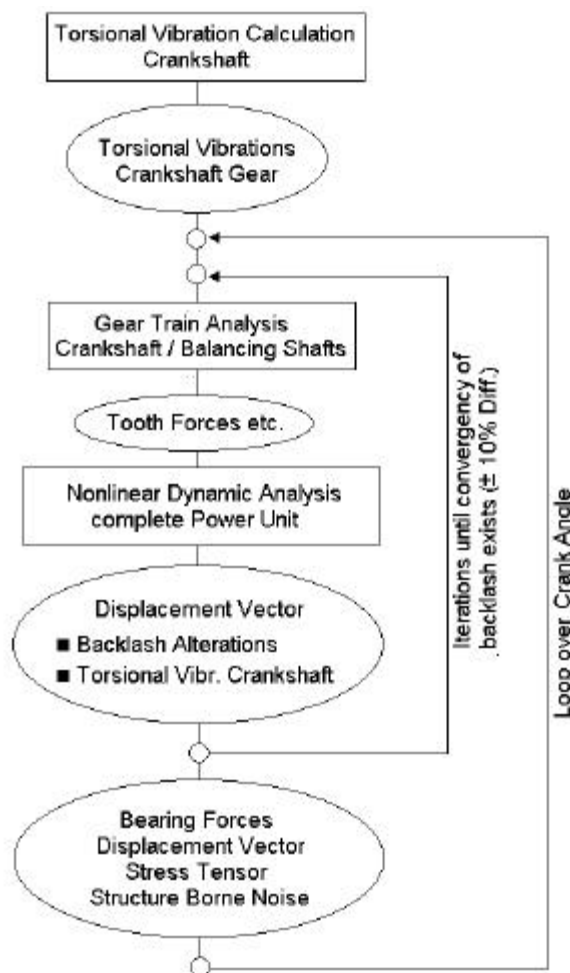 Torsional Vibration Calculation
Crankshaft
Torsional Vibrations
Crankshaft Gear
Gear Train Analysis
Crankshaft / Balancing Shafts
Tooth Forces etc.
Nonlinear Dynamic Analysis
complete Power Unit
Displacement Vector
■ Backlash Alterations
■ Torsional Vibr. Crankshaft
Bearing Forces
Displacement Vector
Stress Tensor
Structure Borne Noise
Iterations until convergency of
backlash exists (± 10% Diff.)
Loop over Crank Angle